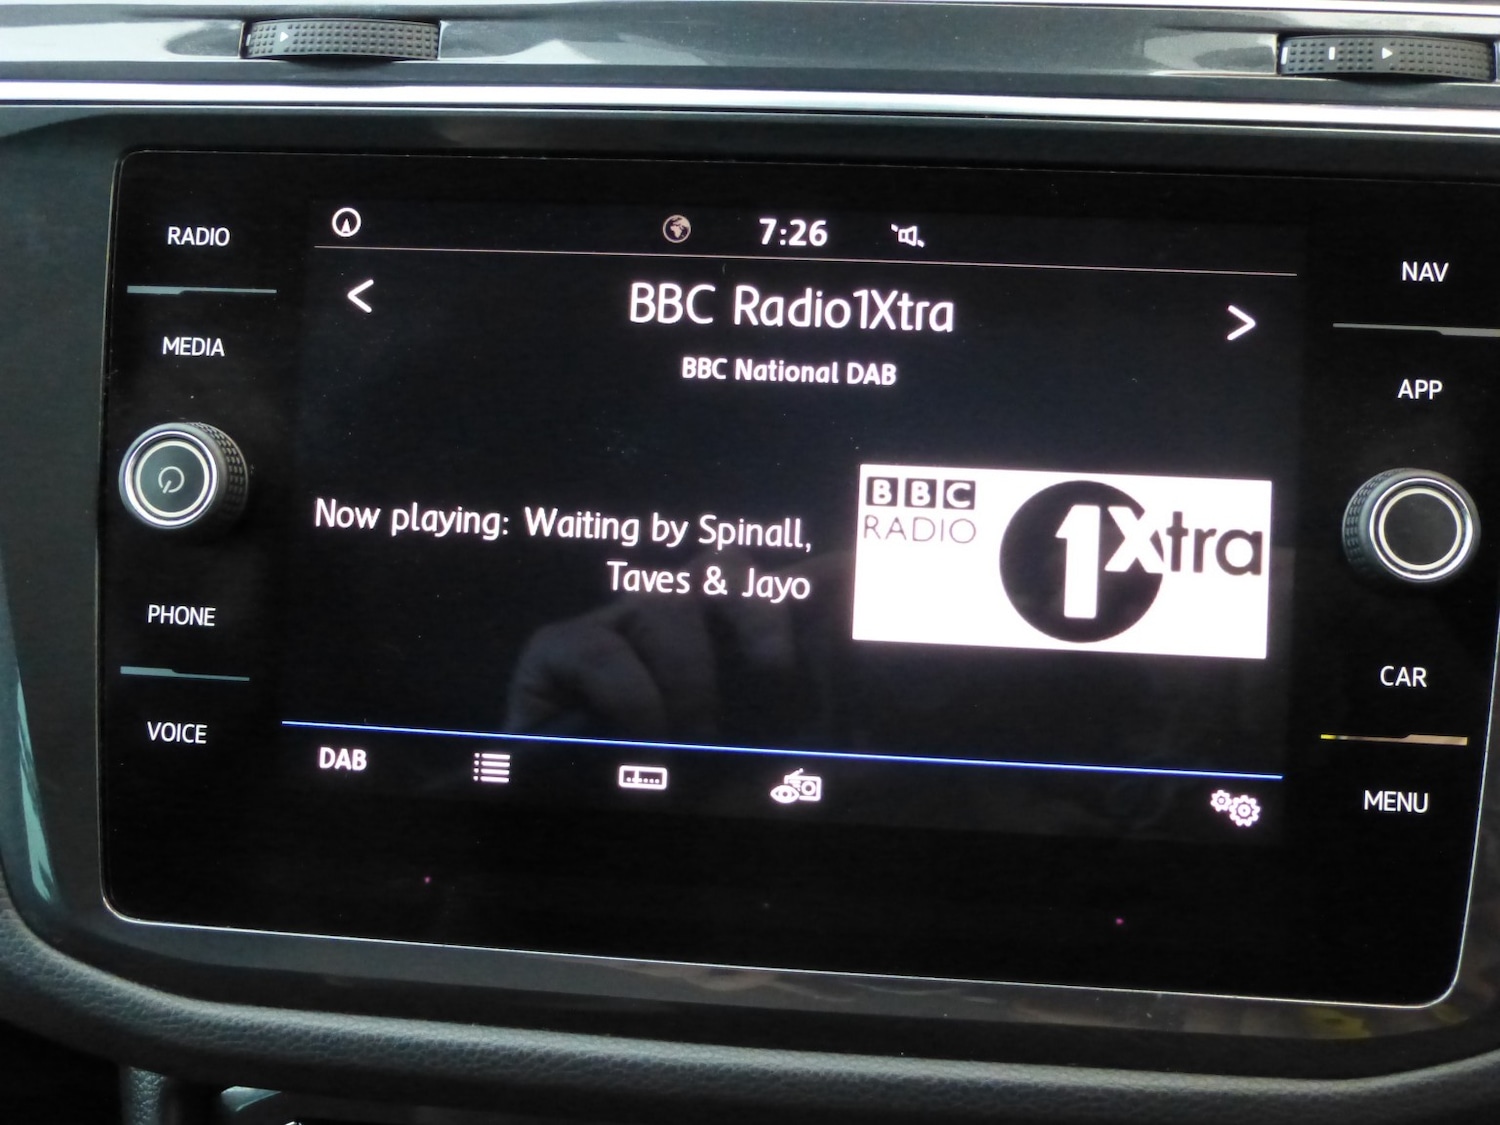 RADIO
MEDIA
PHONE
VOICE
7:26
BBC Radio1Xtra
BBC National DAB
Now playing: Waiting by Spinall,
Taves & Jayo
BBC
RADIO
1Xtra
DAB
NAV
APP
CAR
MENU